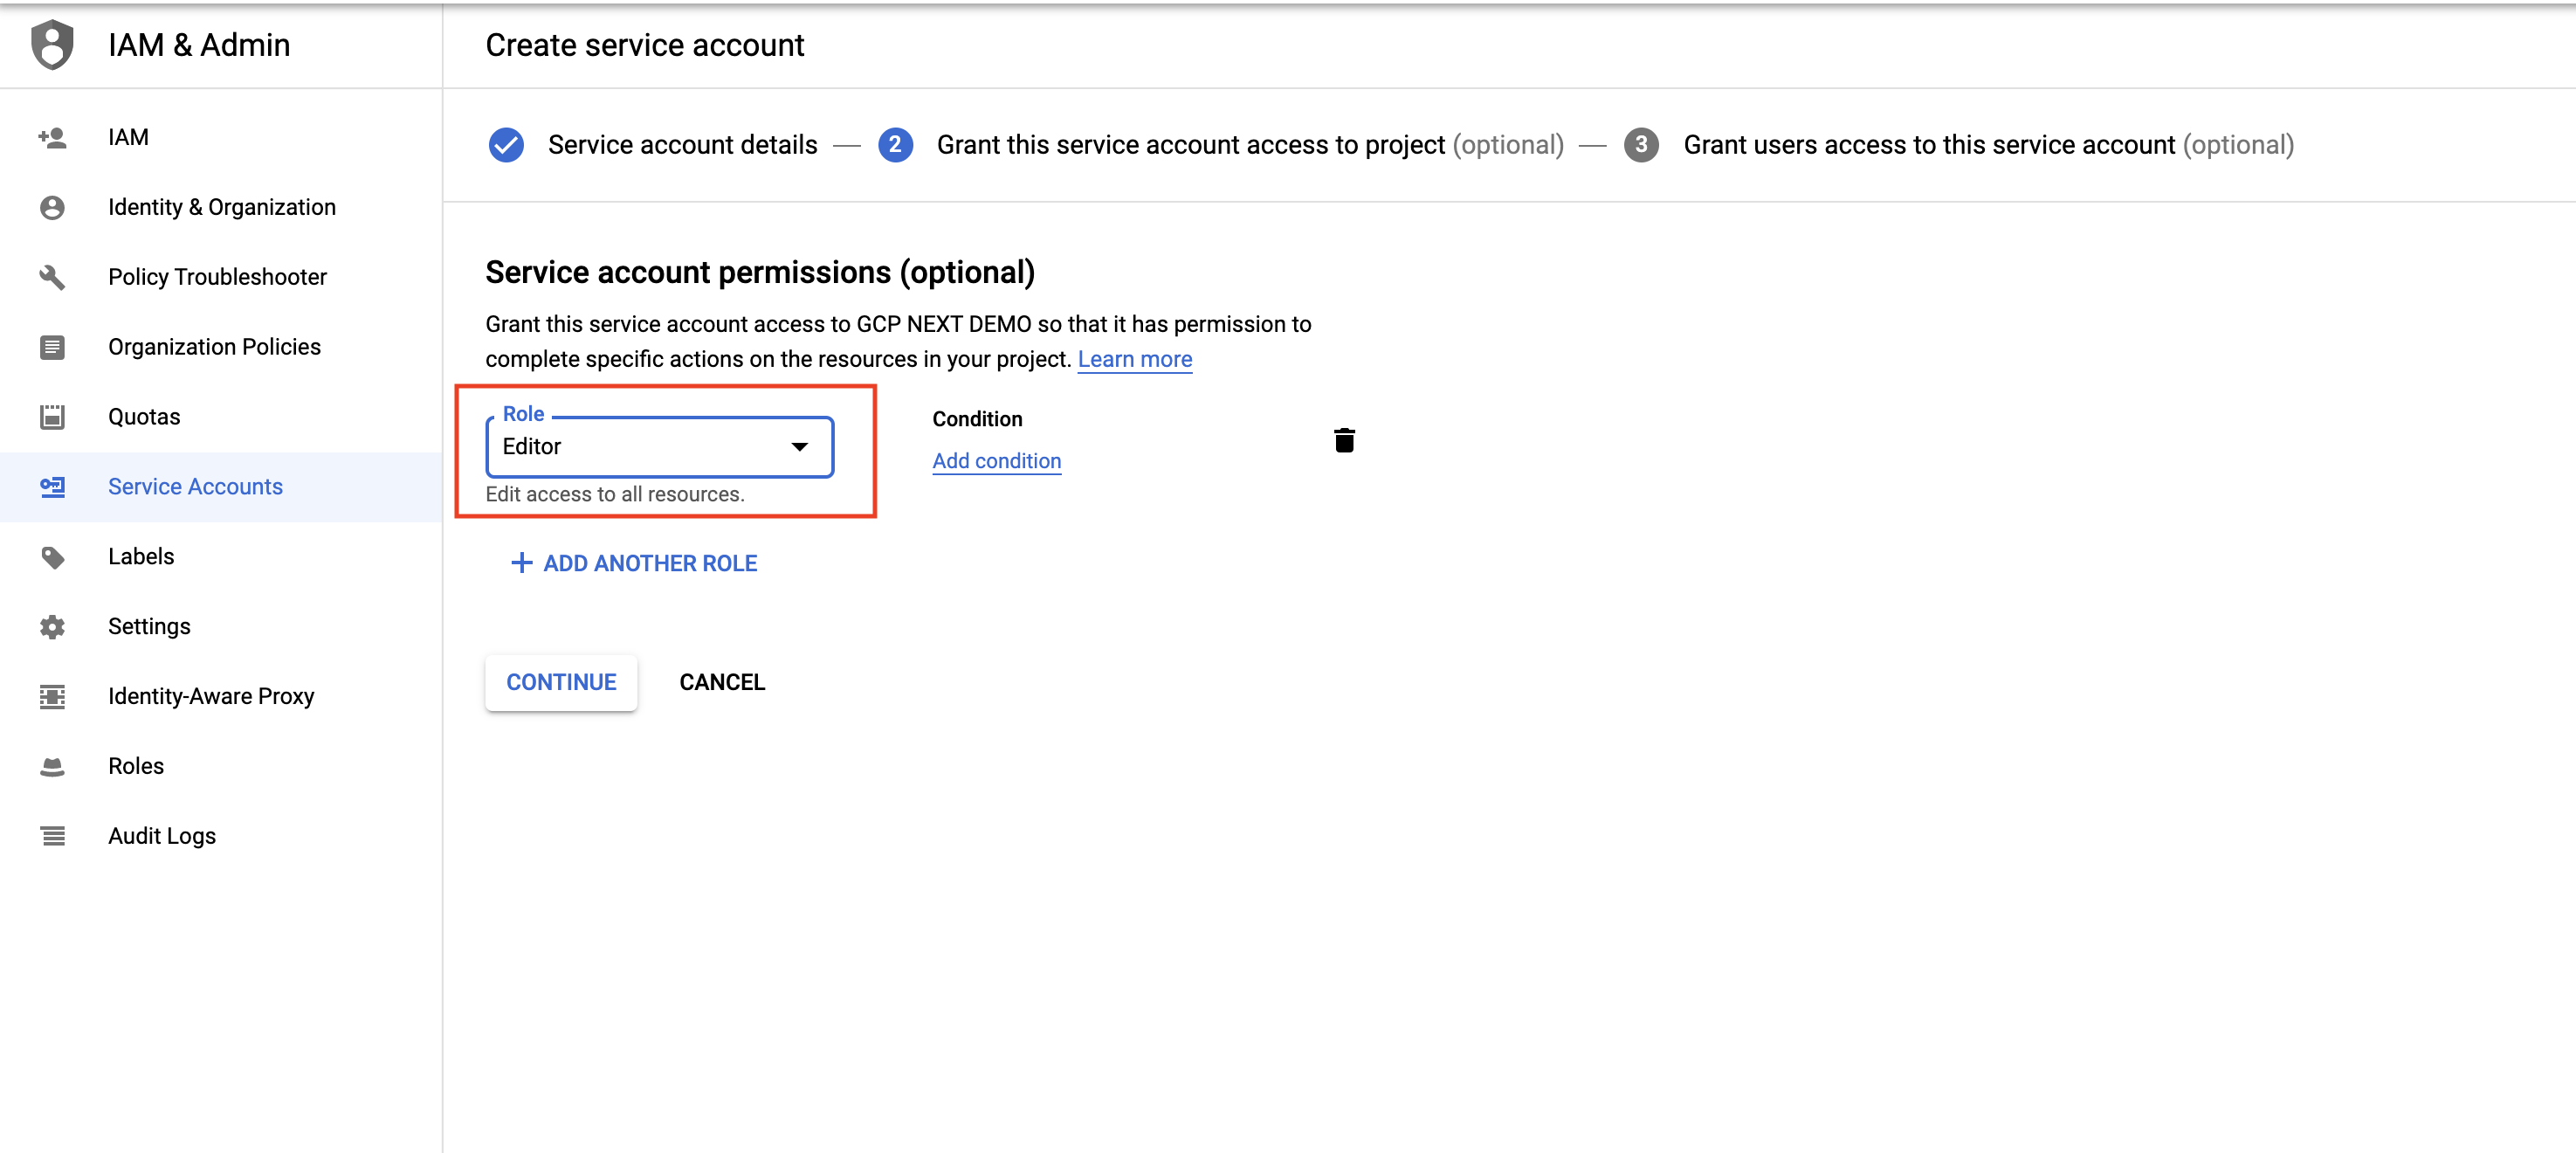 IAM & Admin
Create service account
IAM
Identity & Organization
Policy Troubleshooter
Organization Policies
Quotas
Service Accounts
Labels
Settings
Identity-Aware Proxy
Roles
Audit Logs
Service account details — 2 Grant this service account access to project (optional) — 3 Grant users access to this service account (optional)
Service account permissions (optional)
Grant this service account access to GCP NEXT DEMO so that it has permission to
complete specific actions on the resources in your project. Learn more
Role
Editor
Edit access to all resources.
Condition
Add condition
+ ADD ANOTHER ROLE
CONTINUE CANCEL